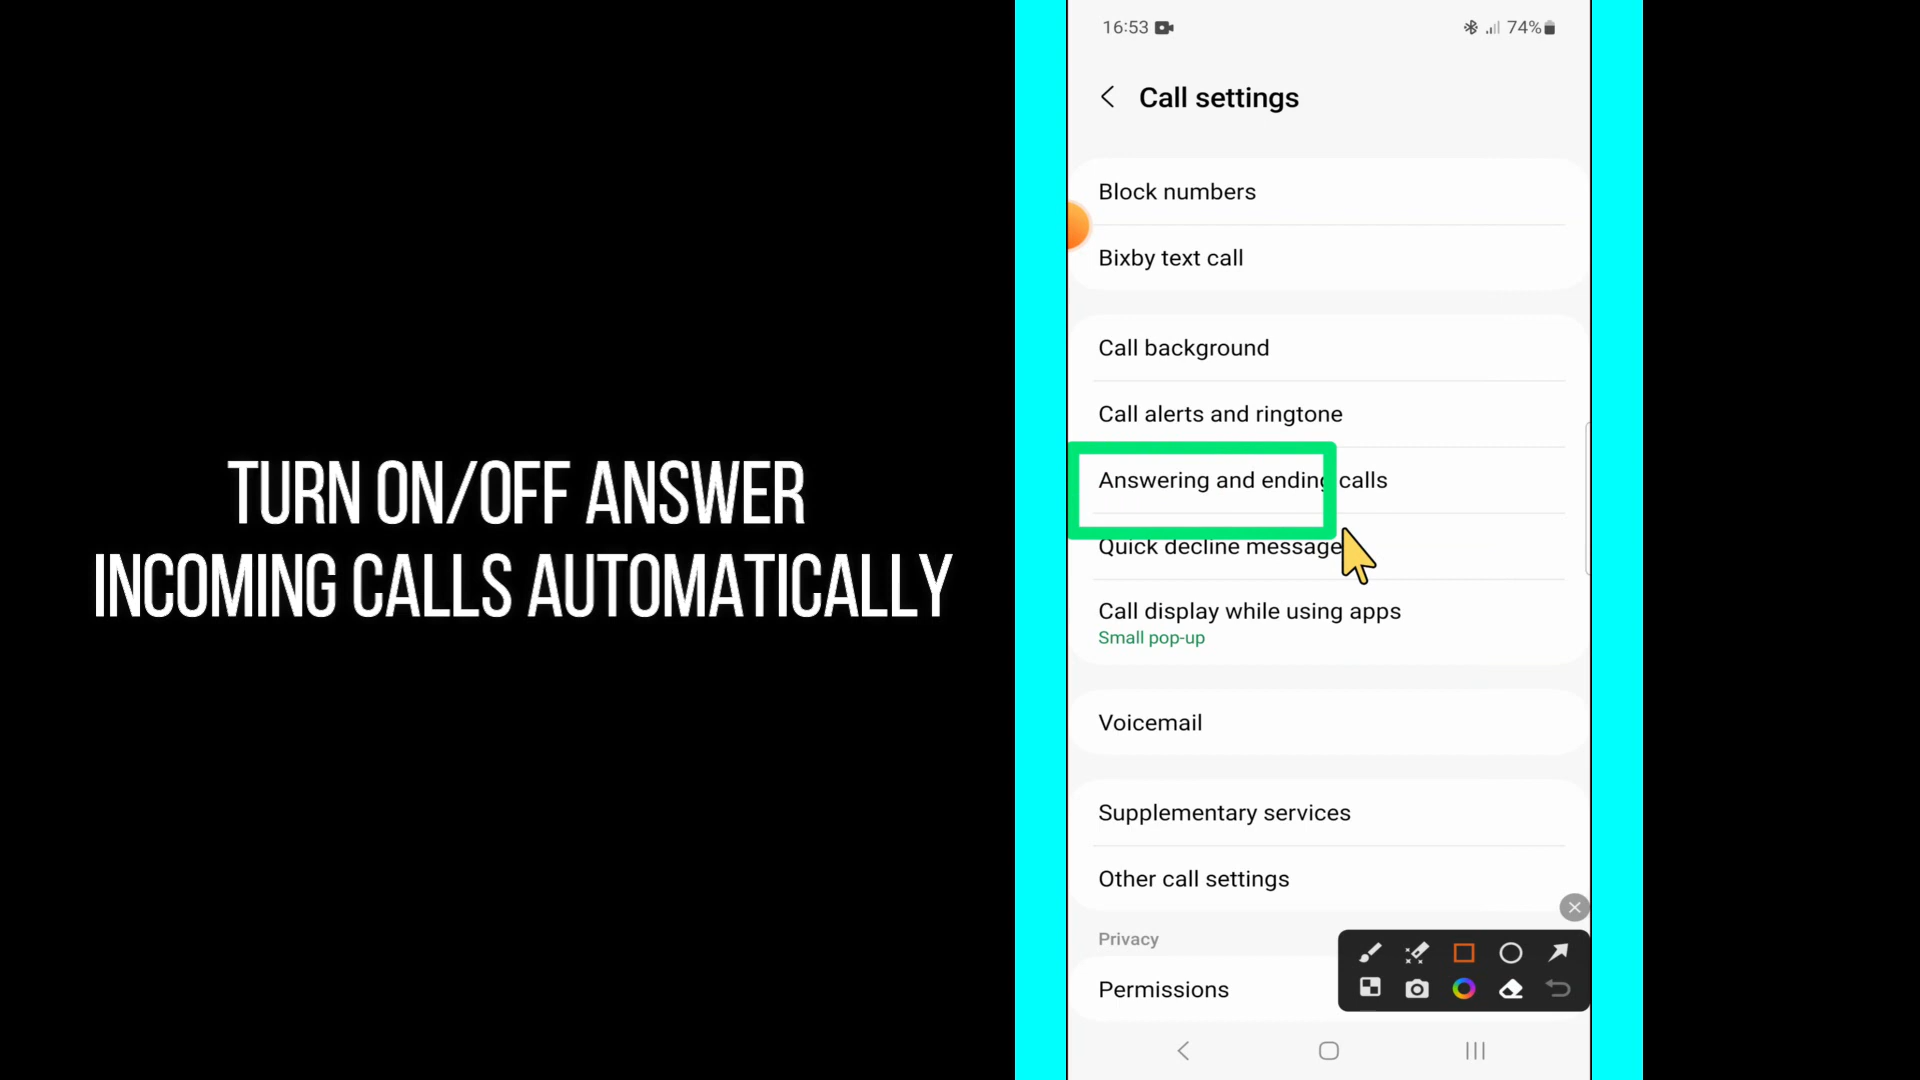 TURN ON/OFF ANSWER
INCOMING CALLS AUTOMATICALLY
16:53
74%
Call settings
Block numbers
Bixby text call
Call background
Call alerts and ringtone
Answering and ending calls
Quick decline message
Call display while using apps
Small pop-up
Voicemail
Supplementary services
Other call settings
Privacy
Permissions